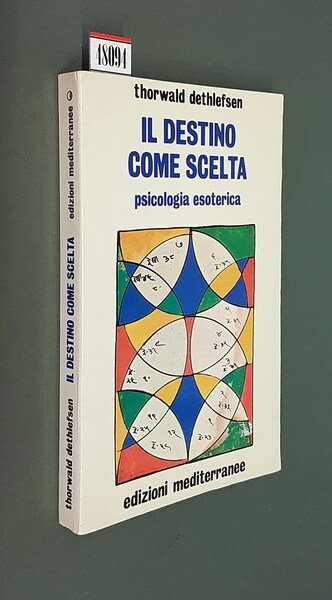 48094
thorwald dethlefsen
IL DESTINO
COME SCELTA
psicologia esoterica
edizioni mediterranee
thorwald dethlefsen IL DESTINO COME SCELTA edizioni mediterranee